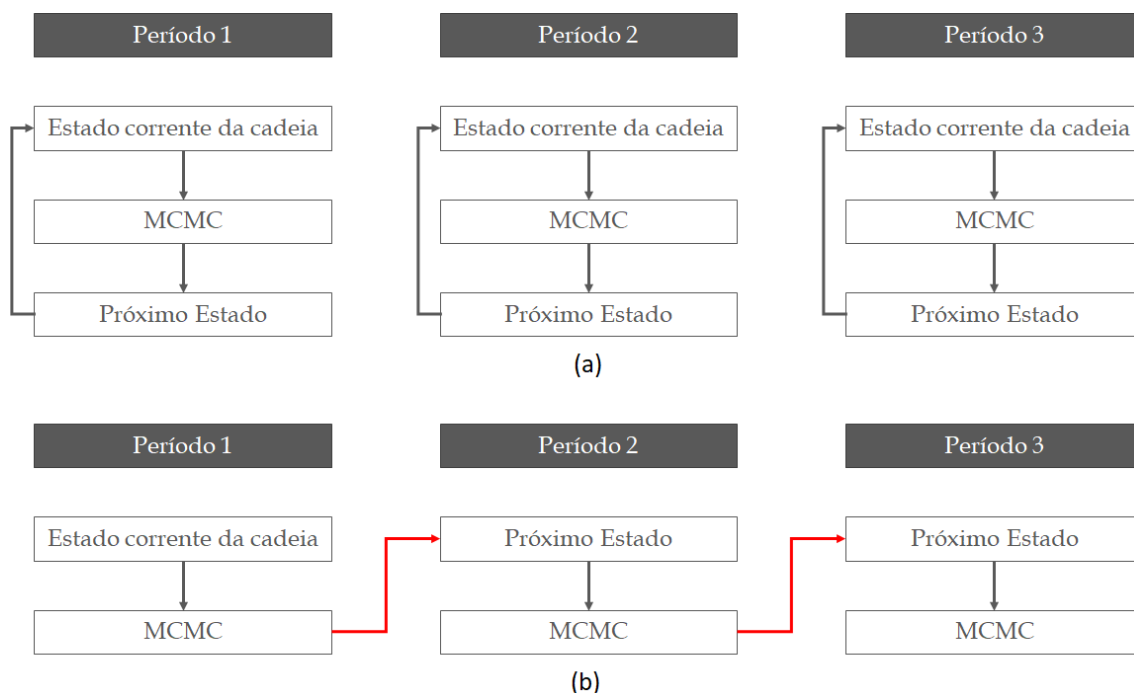 Período 1
Período 2
Período 3
Estado corrente da cadeia
Estado corrente da cadeia
Estado corrente da cadeia
MCMC
MCMC
MCMC
Próximo Estado
Próximo Estado
Próximo Estado
(a)
Período 1
Período 2
Período 3
Estado corrente da cadeia
Próximo Estado
Próximo Estado
MCMC
MCMC
MCMC
(b)